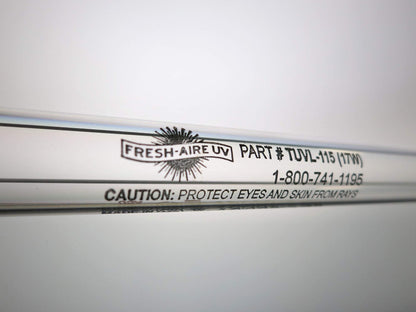 FRESH-AIRE UV
PART # TUVL-115 (17W)
1-800-741-1195
CAUTION: PROTECT EYES AND SKIN FROM RAYS